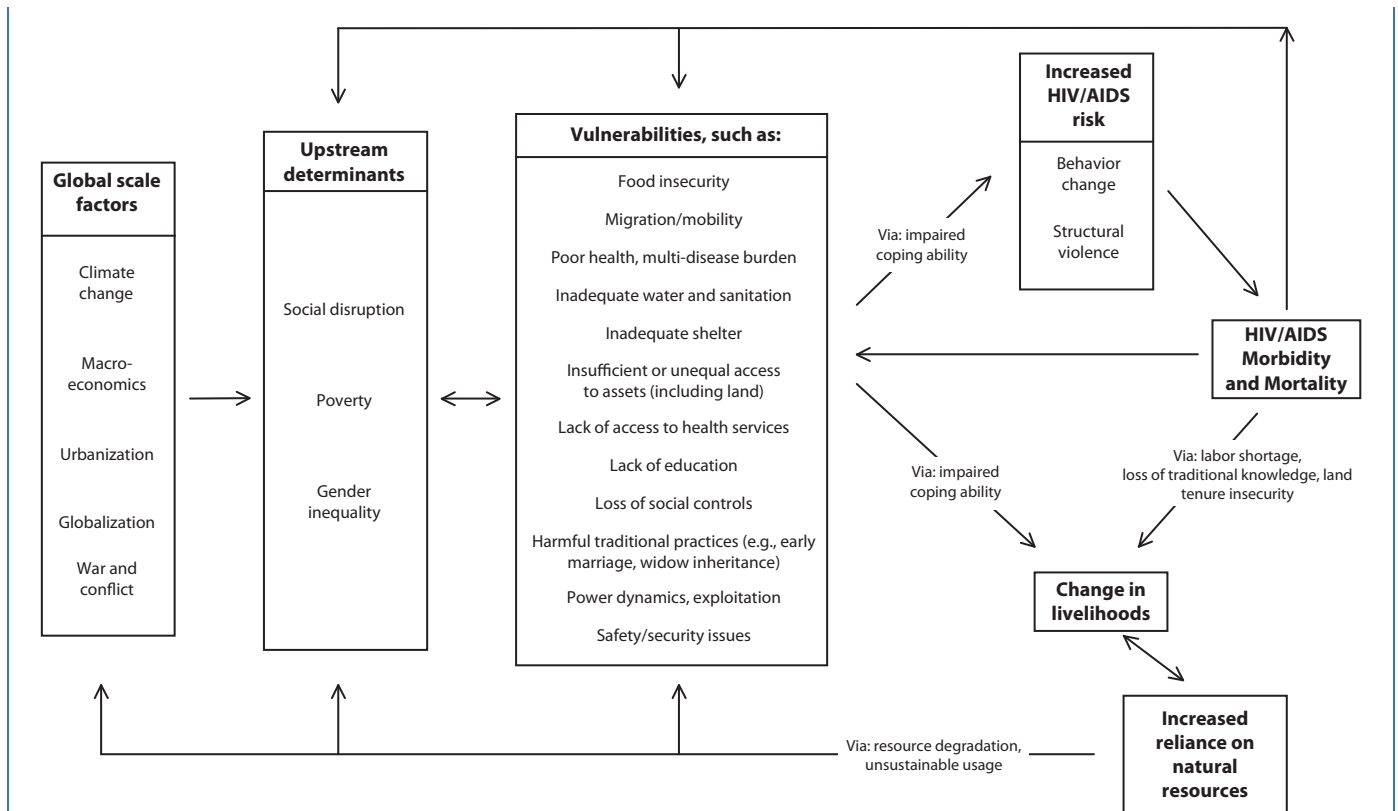 Global scale
factors
Climate
change
Macro-
economics
Urbanization
Globalization
War and
conflict
Upstream
determinants
Social disruption
Poverty
Gender
inequality
Vulnerabilities, such as:
Food insecurity
Migration/mobility
Poor health, multi-disease burden
Inadequate water and sanitation
Inadequate shelter
Insufficient or unequal access
to assets (including land)
Lack of access to health services
Lack of education
Loss of social controls
Harmful traditional practices (e.g., early
marriage, widow inheritance)
Power dynamics, exploitation
Safety/security issues
Via: impaired
coping ability
Increased
HIV/AIDS
risk
Behavior
change
Structural
violence
HIV/AIDS
Morbidity
and Mortality
Via: impaired
coping ability
Via: labor shortage,
loss of traditional knowledge, land
tenure insecurity
Change in
livelihoods
Increased
reliance on
natural
resources
Via: resource degradation,
unsustainable usage